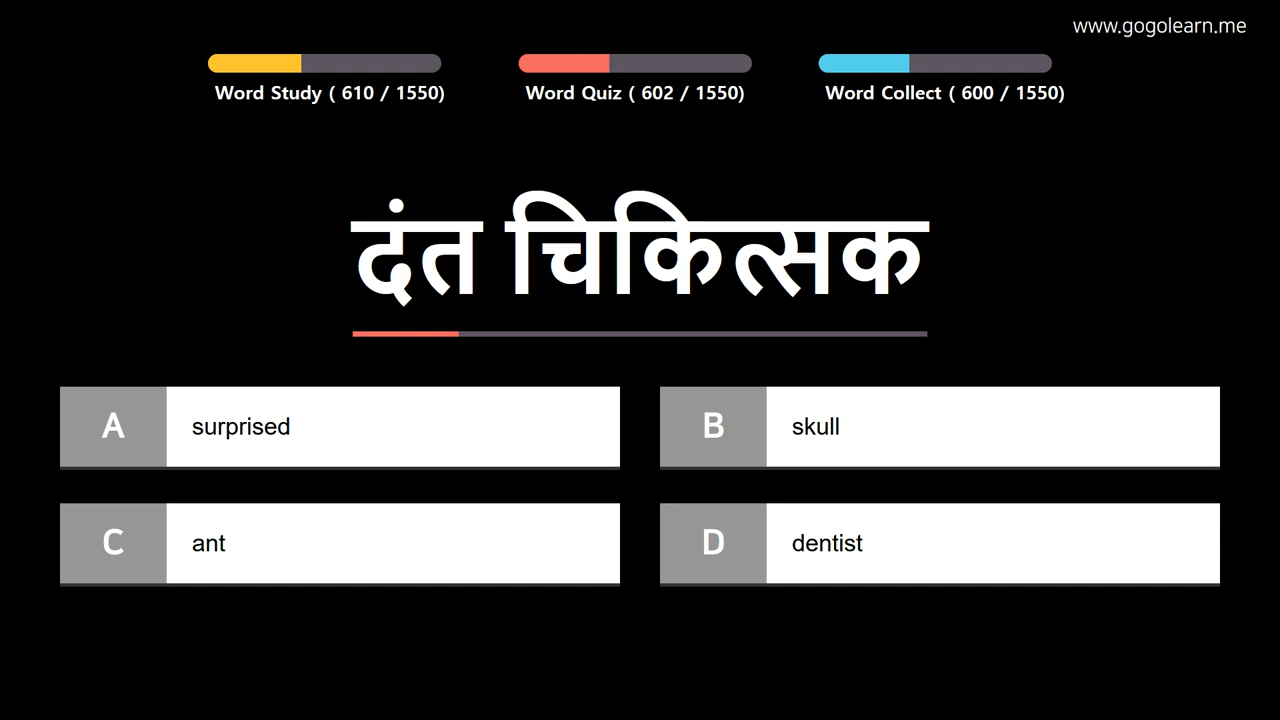 www.gogolearn.me
Word Study ( 610 / 1550)
Word Quiz ( 602 / 1550)
Word Collect ( 600 / 1550)
दंत चिकित्सक
A surprised
B skull
C ant
D dentist